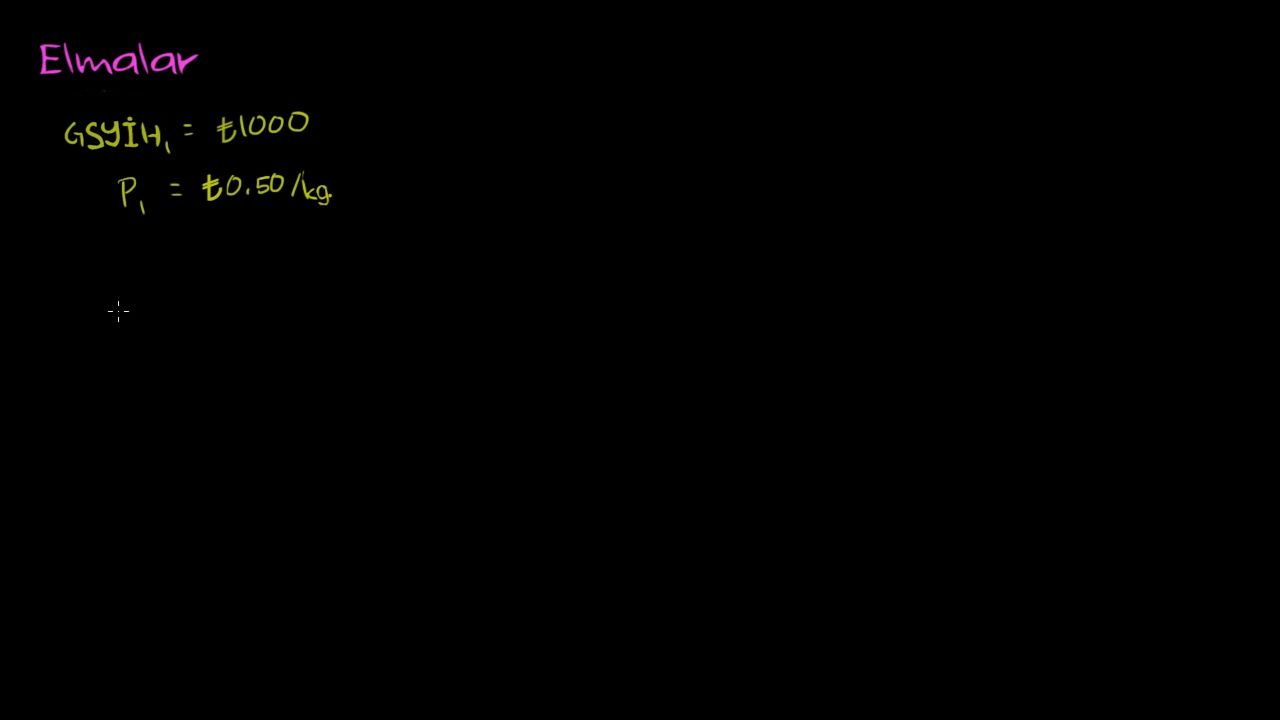 Elmalar
GSYİH₁ = ₺1000
P₁ = ₺0.50/kg.